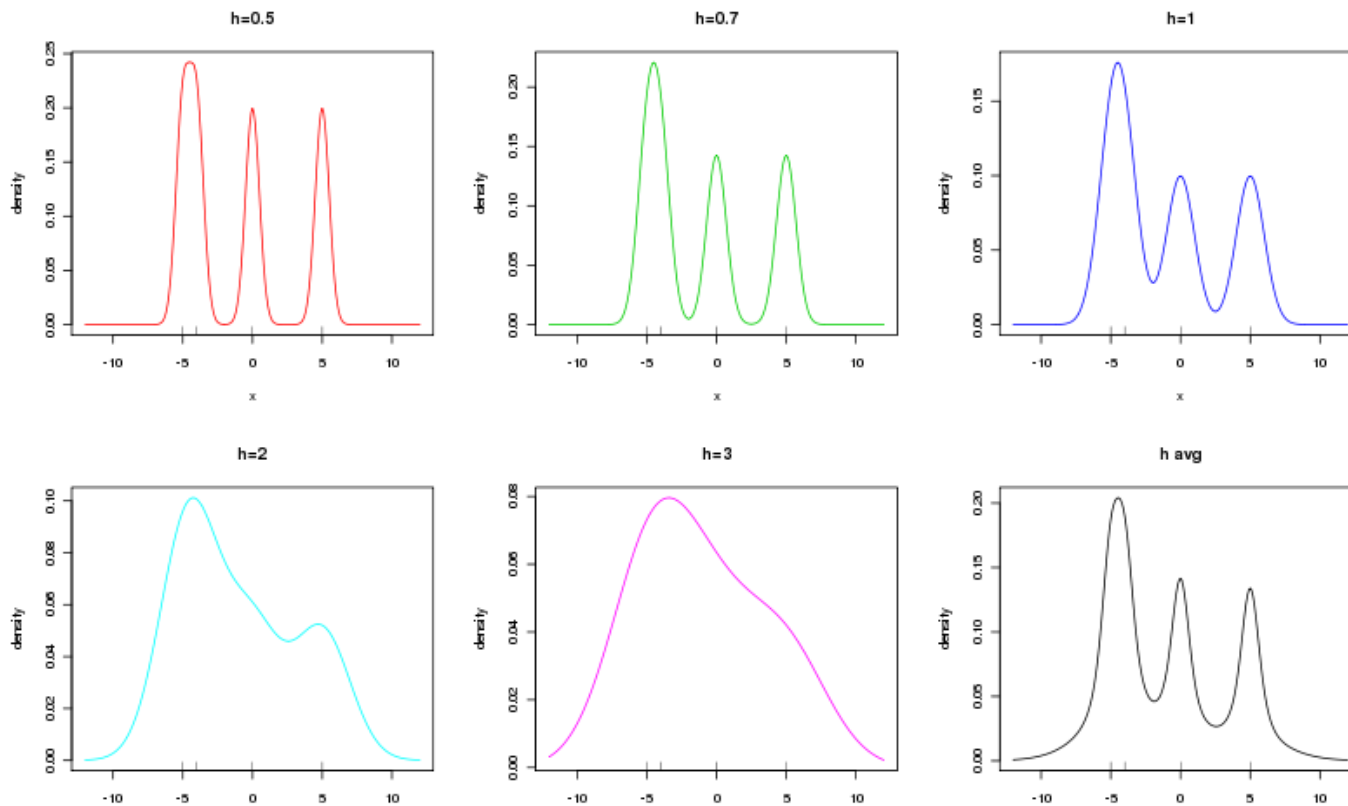 h=0.5
density
0.00 0.05 0.10 0.15 0.20 0.25
-10 -5 0 5 10
x
h=0.7
density
0.00 0.05 0.10 0.15 0.20
-10 -5 0 5 10
x
h=1
density
0.00 0.05 0.10 0.15
-10 -5 0 5 10
x
h=2
density
0.00 0.02 0.04 0.06 0.08 0.10
-10 -5 0 5 10
h=3
density
0.00 0.02 0.04 0.06 0.08
-10 -5 0 5 10
h avg
density
0.00 0.05 0.10 0.15 0.20
-10 -5 0 5 10